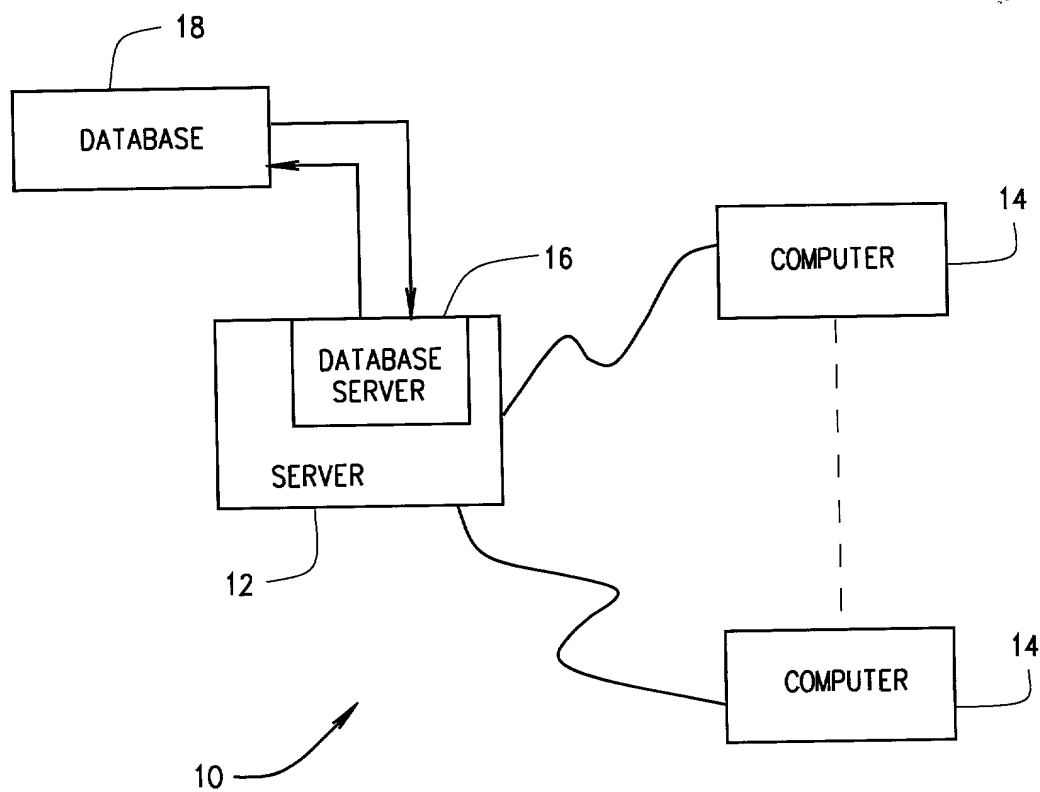 18
DATABASE
14
COMPUTER
16
DATABASE
SERVER
SERVER
12
14
COMPUTER
10